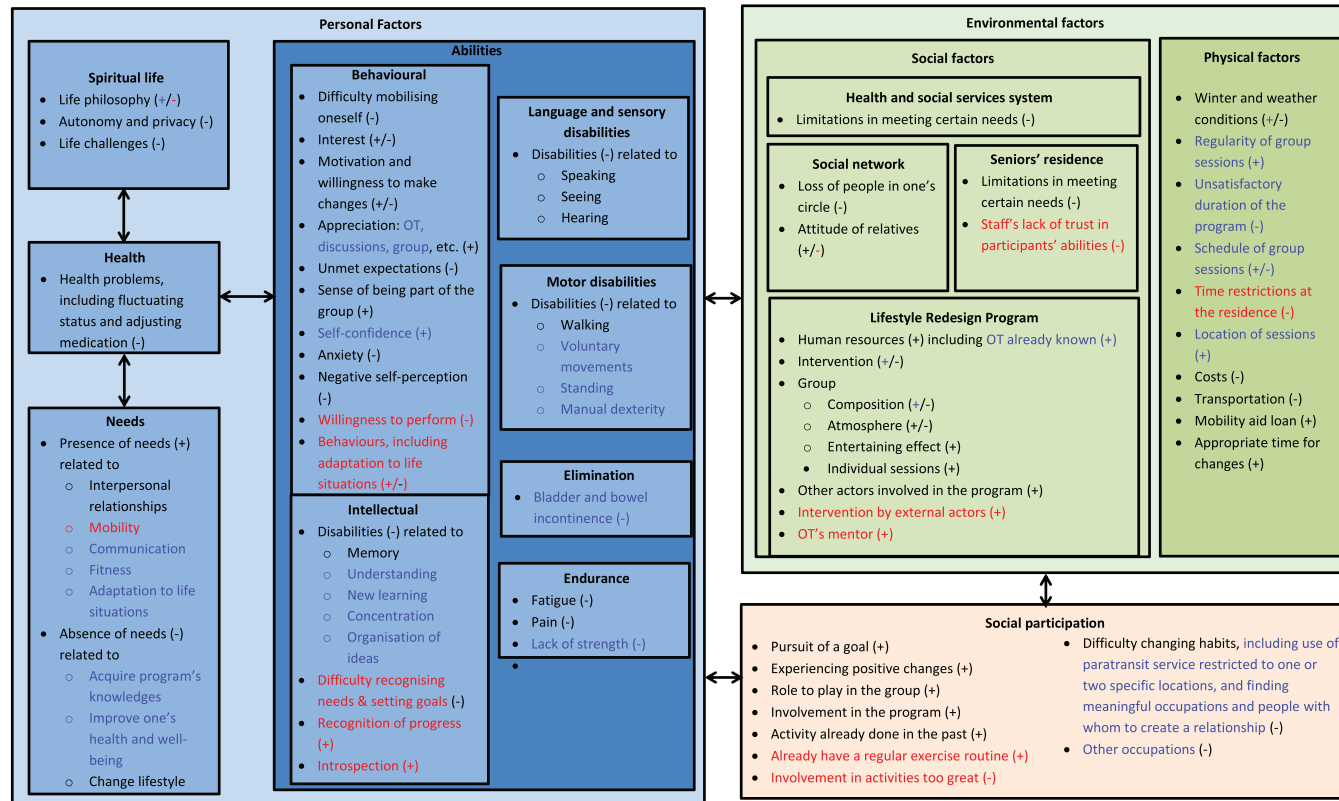 Personal Factors
Spiritual life
• Life philosophy (+/-)
• Autonomy and privacy (-)
• Life challenges (-)
Health
• Health problems,
including fluctuating
status and adjusting
medication (-)
Needs
• Presence of needs (+)
related to
o Interpersonal
relationships
o Mobility
o Communication
o Fitness
o Adaptation to life
situations
• Absence of needs (-)
related to
o Acquire program's
knowledges
o Improve one's
health and well-
being
o Change lifestyle
Abilities
Behavioural
• Difficulty mobilising
oneself (-)
• Interest (+/-)
• Motivation and
willingness to make
changes (+/-)
• Appreciation: OT,
discussions, group, etc. (+)
• Unmet expectations (-)
• Sense of being part of the
group (+)
• Self-confidence (+)
• Anxiety (-)
• Negative self-perception
(-)
• Willingness to perform (-)
• Behaviours, including
adaptation to life
situations (+/-)
Intellectual
• Disabilities (-) related to
o Memory
o Understanding
o New learning
o Concentration
o Organisation of
ideas
• Difficulty recognising
needs & setting goals (-)
• Recognition of progress
(+)
• Introspection (+)
Language and sensory
disabilities
• Disabilities (-) related to
o Speaking
o Seeing
o Hearing
Motor disabilities
• Disabilities (-) related to
o Walking
o Voluntary
movements
o Standing
o Manual dexterity
Elimination
• Bladder and bowel
incontinence (-)
Endurance
• Fatigue (-)
• Pain (-)
• Lack of strength (-)
•
Environmental factors
Social factors
Health and social services system
• Limitations in meeting certain needs (-)
Social network
• Loss of people in one's
circle (-)
• Attitude of relatives
(+/-)
Seniors' residence
• Limitations in meeting
certain needs (-)
• Staff's lack of trust in
participants' abilities (-)
Lifestyle Redesign Program
• Human resources (+) including OT already known (+)
• Intervention (+/-)
• Group
o Composition (+/-)
o Atmosphere (+/-)
o Entertaining effect (+)
• Individual sessions (+)
• Other actors involved in the program (+)
• Intervention by external actors (+)
• OT's mentor (+)
Physical factors
• Winter and weather
conditions (+/-)
• Regularity of group
sessions (+)
• Unsatisfactory
duration of the
program (-)
• Schedule of group
sessions (+/-)
• Time restrictions at
the residence (-)
• Location of sessions
(+)
• Costs (-)
• Transportation (-)
• Mobility aid loan (+)
• Appropriate time for
changes (+)
Social participation
• Pursuit of a goal (+)
• Experiencing positive changes (+)
• Role to play in the group (+)
• Involvement in the program (+)
• Activity already done in the past (+)
• Already have a regular exercise routine (+)
• Involvement in activities too great (-)
• Difficulty changing habits, including use of
paratransit service restricted to one or
two specific locations, and finding
meaningful occupations and people with
whom to create a relationship (-)
• Other occupations (-)